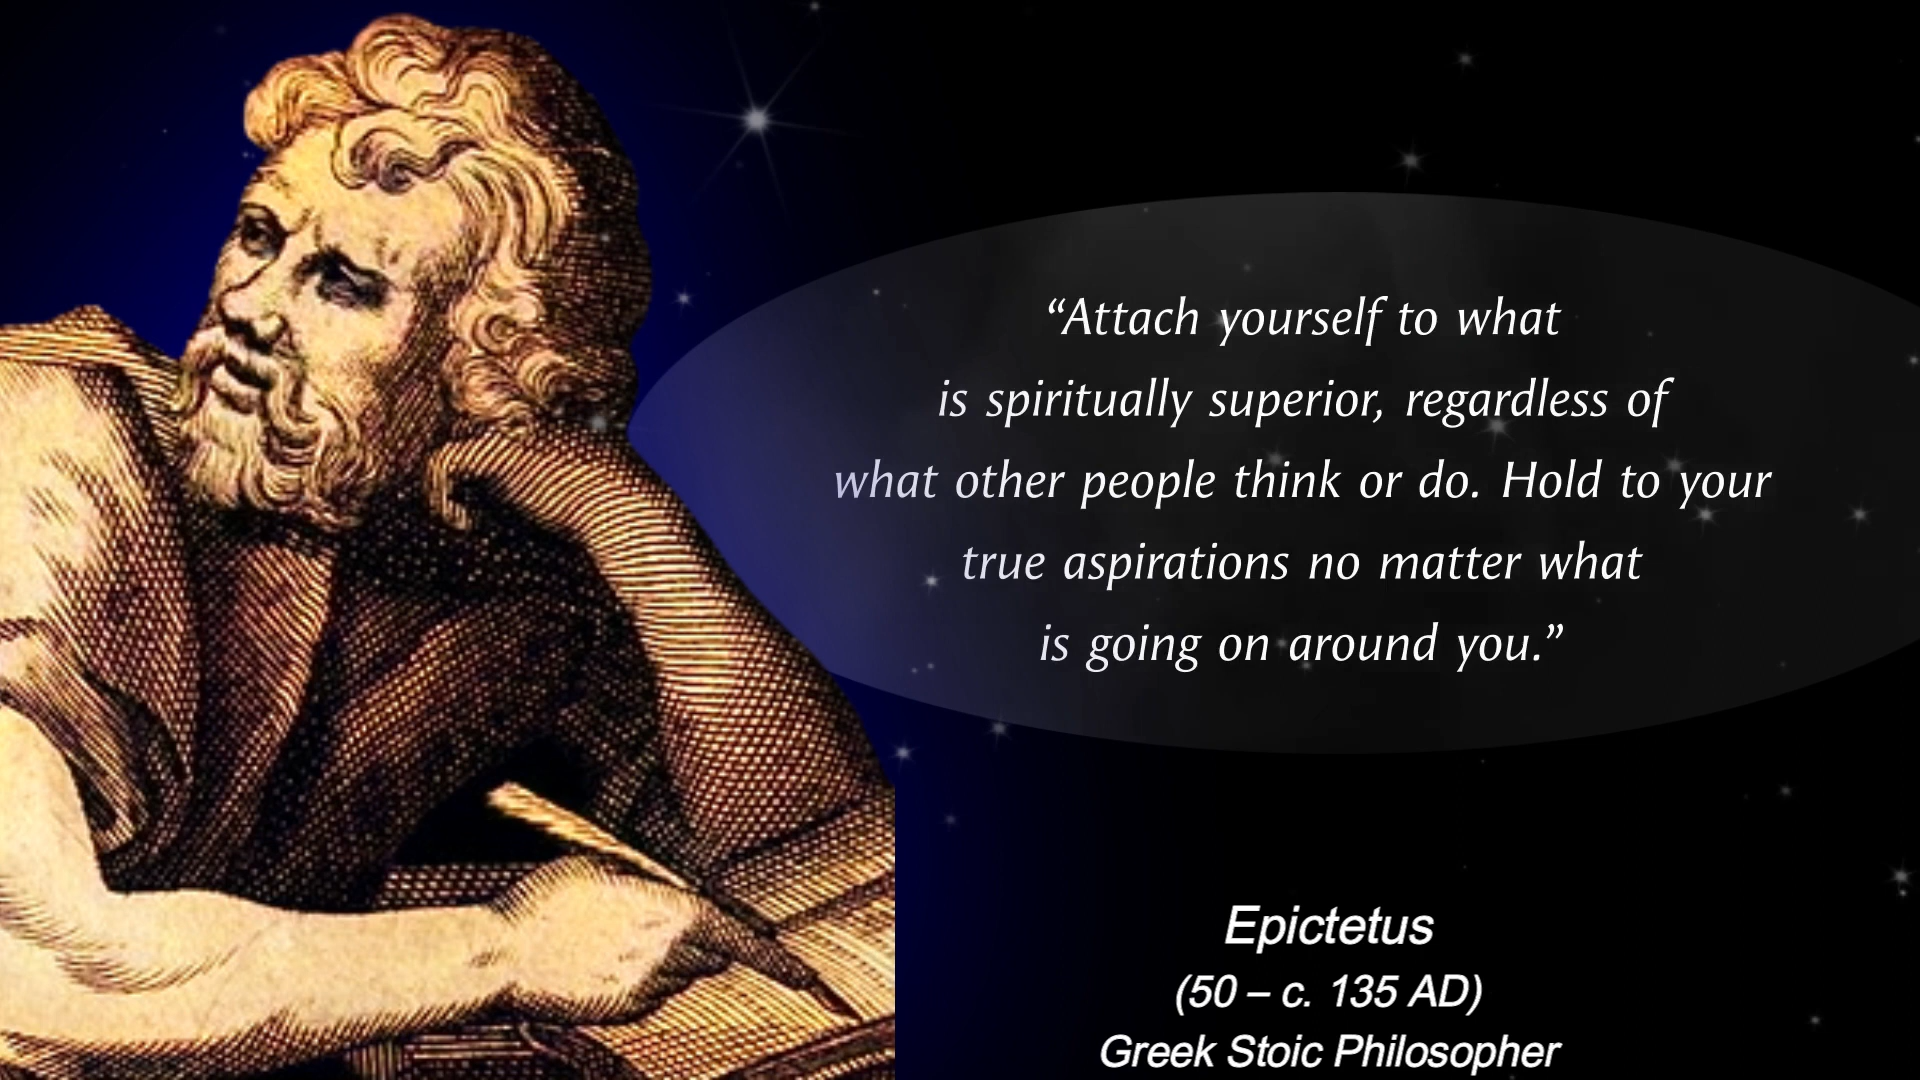 “Attach yourself to what
is spiritually superior, regardless of
what other people think or do. Hold to your
true aspirations no matter what
is going on around you.”
Epictetus
(50 – c. 135 AD)
Greek Stoic Philosopher